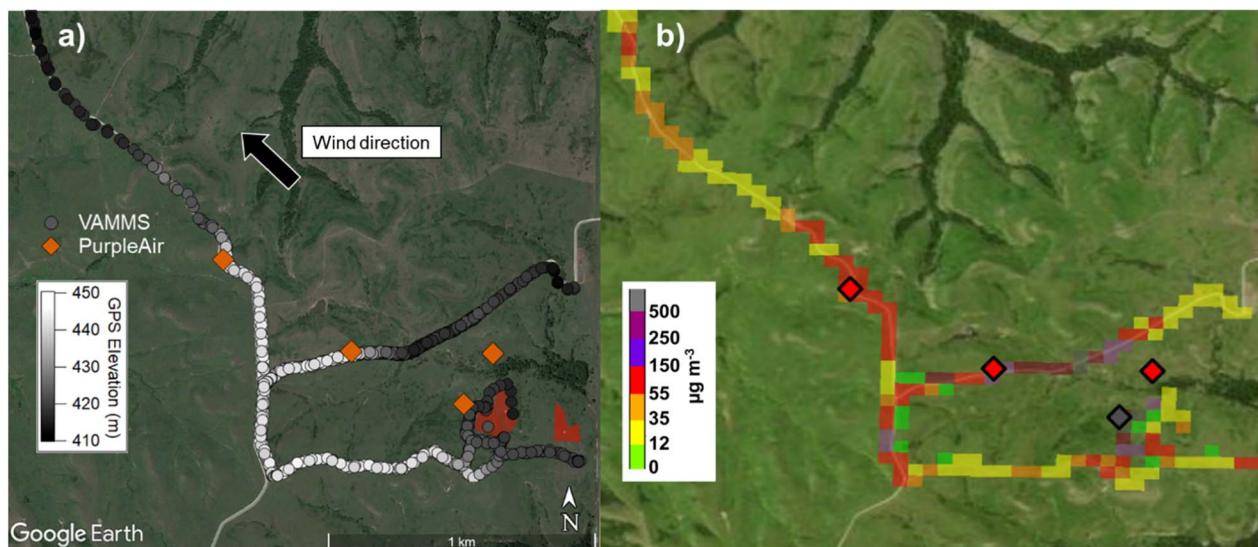 a)
Wind direction
VAMMS
PurpleAir
450
440
430
420
410
GPS Elevation (m)
Google Earth
1 km
N
b)
500
250
150
55
35
12
0
µg m⁻³